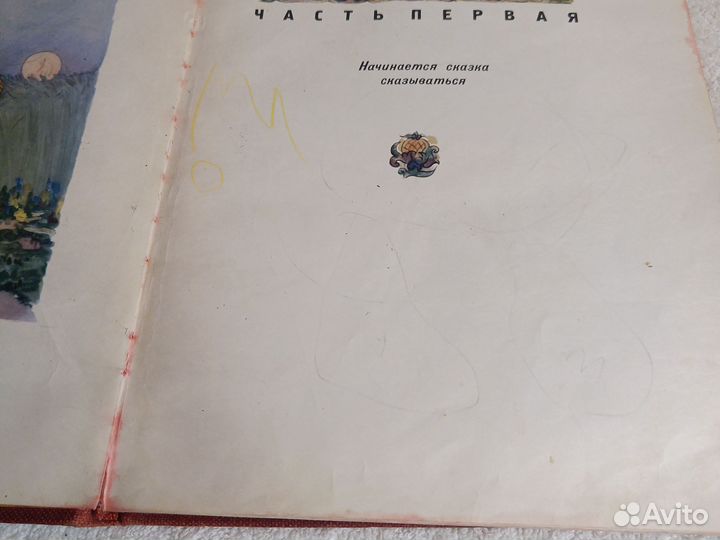 ЧАСТЬ ПЕРВАЯ
Начинается сказка
сказываться
Avito